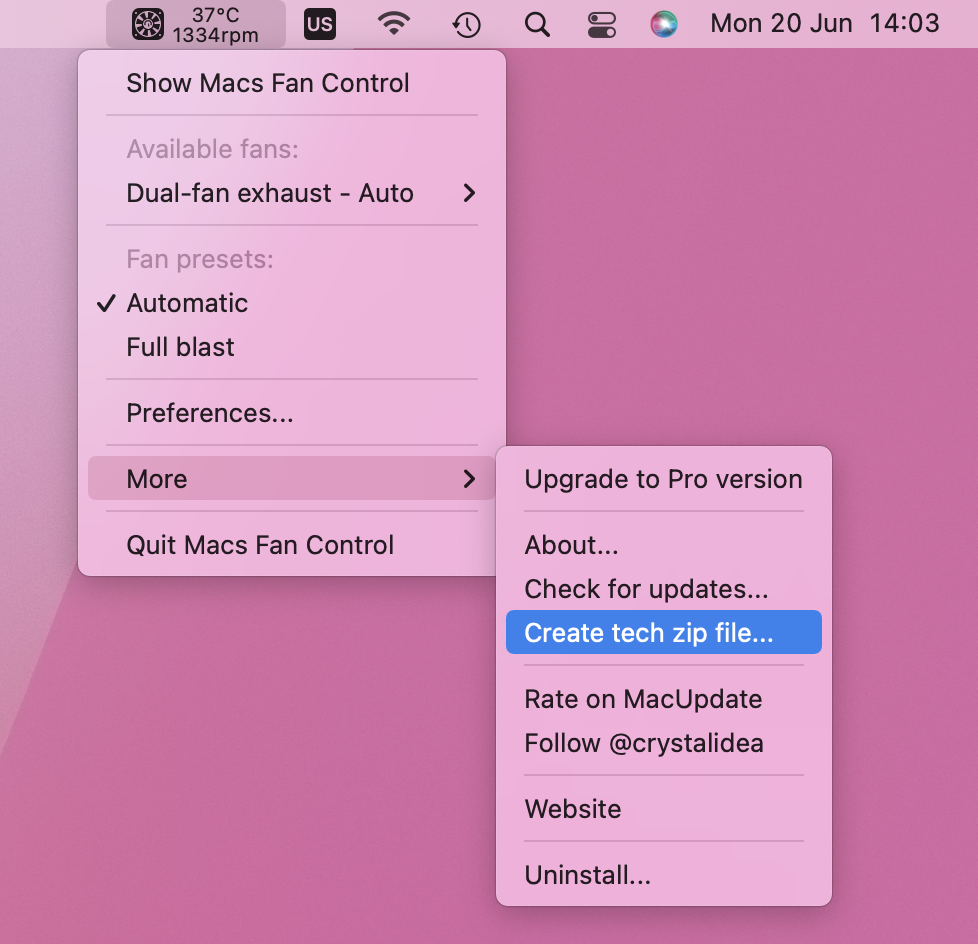 37°C
1334rpm
US
Mon 20 Jun 14:03
Show Macs Fan Control
Available fans:
Dual-fan exhaust - Auto
Fan presets:
Automatic
Full blast
Preferences...
More
Quit Macs Fan Control
Upgrade to Pro version
About...
Check for updates...
Create tech zip file...
Rate on MacUpdate
Follow @crystalidea
Website
Uninstall...